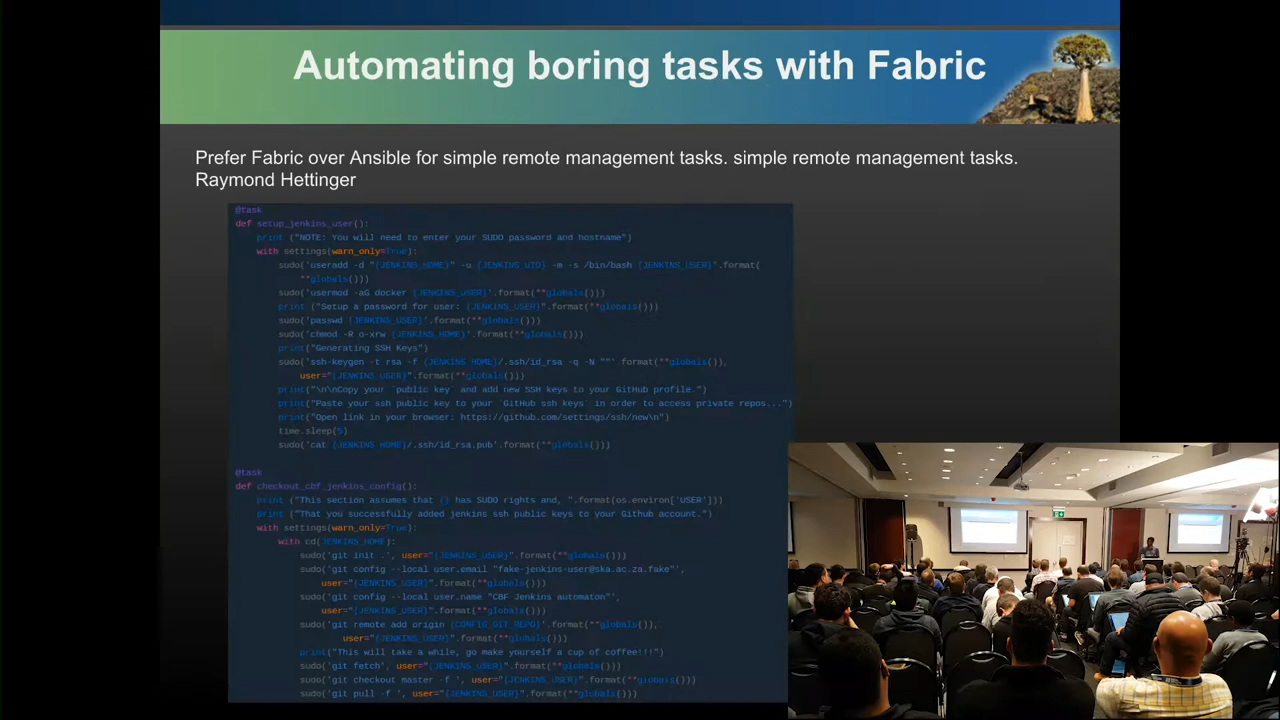 Automating boring tasks with Fabric
Prefer Fabric over Ansible for simple remote management tasks. simple remote management tasks.
Raymond Hettinger
@task
def setup_jenkins_user():
print ("NOTE: You will need to enter your SUDO password and hostname")
with settings(warn_only=True):
sudo('useradd -d "{JENKINS_HOME}" -u {JENKINS_UID} -m -s /bin/bash {JENKINS_USER}'.format(
**globals()))
sudo('usermod -aG docker {JENKINS_USER}'.format(**globals()))
print ("Setup a password for user: {JENKINS_USER}".format(**globals()))
sudo('passwd {JENKINS_USER}'.format(**globals()))
sudo('chmod -R o-xrw {JENKINS_HOME}'.format(**globals()))
print("Generating SSH Keys")
sudo('ssh-keygen -t rsa -f {JENKINS_HOME}/.ssh/id_rsa -q -N ""'.format(**globals()),
user="{JENKINS_USER}".format(**globals()))
print("\n\nCopy your `public key` and add new SSH keys to your GitHub profile.")
print("Paste your ssh public key to your `GitHub ssh keys` in order to access private repos...")
print("Open link in your browser: https://github.com/settings/ssh/new\n")
time.sleep(5)
sudo('cat {JENKINS_HOME}/.ssh/id_rsa.pub'.format(**globals()))
@task
def checkout_cbf_jenkins_config():
print ("This section assumes that {} has SUDO rights and, ".format(os.environ['USER']))
print ("That you successfully added jenkins ssh public keys to your Github account.")
with settings(warn_only=True):
with cd(JENKINS_HOME):
sudo('git init .', user="{JENKINS_USER}".format(**globals()))
sudo('git config --local user.email "fake-jenkins-user@ska.ac.za.fake"',
user="{JENKINS_USER}".format(**globals()))
sudo('git config --local user.name "CBF Jenkins automaton"',
user="{JENKINS_USER}".format(**globals()))
sudo('git remote add origin {CONFIG_GIT_REPO}'.format(**globals()),
user="{JENKINS_USER}".format(**globals()))
print("This will take a while, go make yourself a cup of coffee!!!")
sudo('git fetch', user="{JENKINS_USER}".format(**globals()))
sudo('git checkout master -f ', user="{JENKINS_USER}".format(**globals()))
sudo('git pull -f ', user="{JENKINS_USER}".format(**globals()))